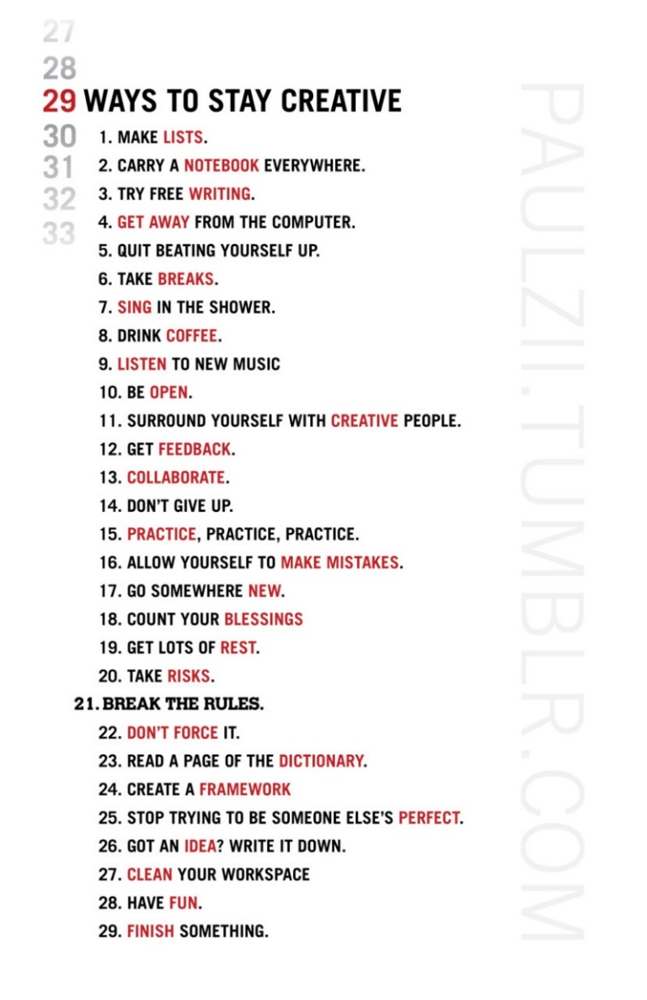 27
28
29 WAYS TO STAY CREATIVE
30
31
32
33
1. MAKE LISTS.
2. CARRY A NOTEBOOK EVERYWHERE.
3. TRY FREE WRITING.
4. GET AWAY FROM THE COMPUTER.
5. QUIT BEATING YOURSELF UP.
6. TAKE BREAKS.
7. SING IN THE SHOWER.
8. DRINK COFFEE.
9. LISTEN TO NEW MUSIC
10. BE OPEN.
11. SURROUND YOURSELF WITH CREATIVE PEOPLE.
12. GET FEEDBACK.
13. COLLABORATE.
14. DON'T GIVE UP.
15. PRACTICE, PRACTICE, PRACTICE.
16. ALLOW YOURSELF TO MAKE MISTAKES.
17. GO SOMEWHERE NEW.
18. COUNT YOUR BLESSINGS
19. GET LOTS OF REST.
20. TAKE RISKS.
21. BREAK THE RULES.
22. DON'T FORCE IT.
23. READ A PAGE OF THE DICTIONARY.
24. CREATE A FRAMEWORK
25. STOP TRYING TO BE SOMEONE ELSE'S PERFECT.
26. GOT AN IDEA? WRITE IT DOWN.
27. CLEAN YOUR WORKSPACE
28. HAVE FUN.
29. FINISH SOMETHING.
PAULZII.TUMBLR.COM